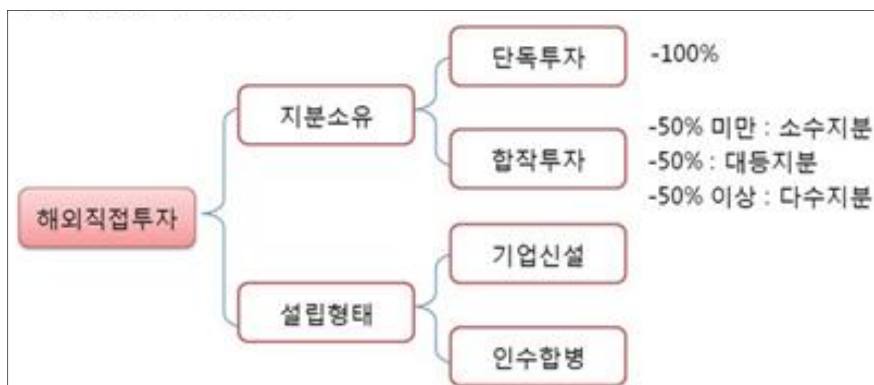 단독투자 -100%
지분소유
합작투자
-50% 미만 : 소수지분
-50% : 대등지분
-50% 이상 : 다수지분
해외직접투자
기업신설
설립형태
인수합병